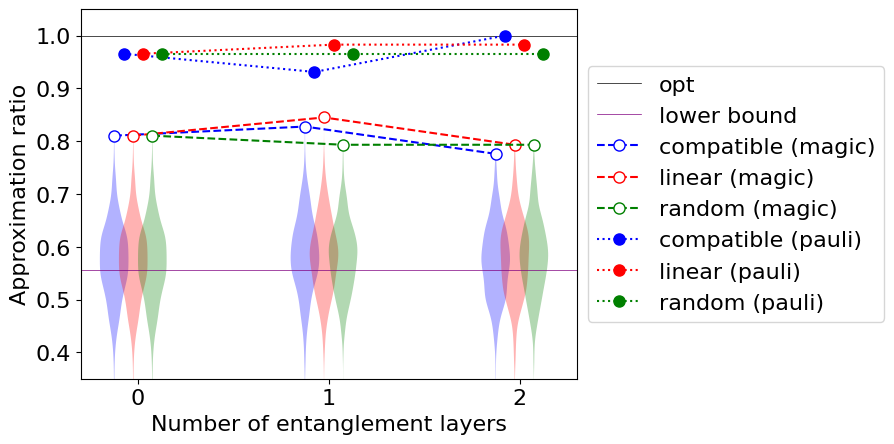 1.0
0.9
0.8
0.7
0.6
0.5
0.4
Approximation ratio
0 1 2
Number of entanglement layers
opt
lower bound
compatible (magic)
linear (magic)
random (magic)
compatible (pauli)
linear (pauli)
random (pauli)